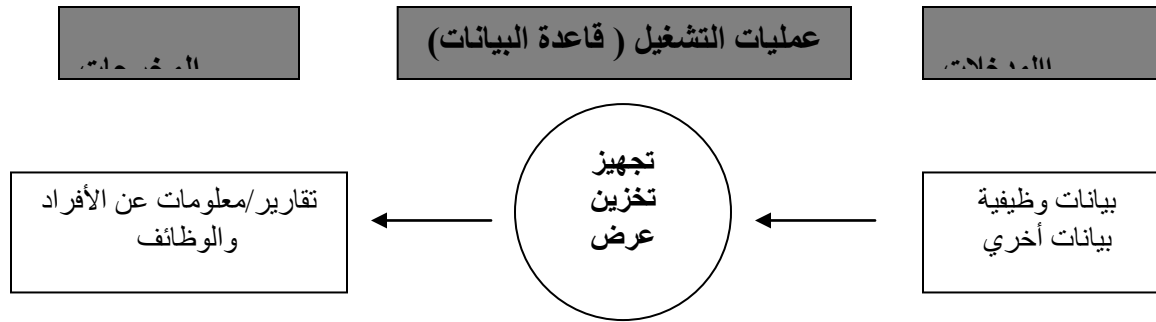 عمليات التشغيل ( قاعدة البيانات)
بيانات وظيفية
بيانات أخري
تجهيز
تخزين
عرض
تقارير/معلومات عن الأفراد
والوظائف